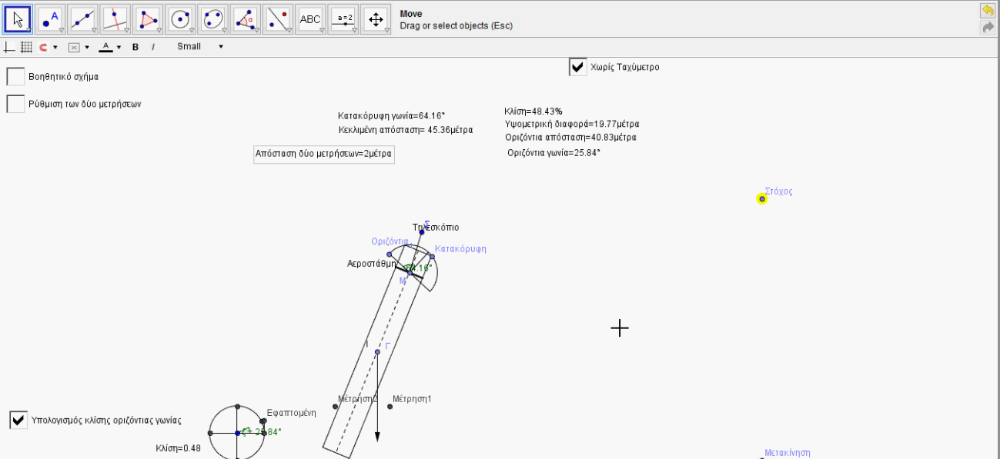 Move
ABC
a=2
Drag or select objects (Esc)
A
α
A
B
I
Small
Χωρίς Ταχύμετρο
Βοηθητικό σχήμα
Ρύθμιση των δύο μετρήσεων
Κατακόρυφη γωνία=64.16°
Κεκλιμένη απόσταση= 45.36μέτρα
Κλίση=48.43%
Υψομετρική διαφορά=19.77μέτρα
Οριζόντια απόσταση=40.83μέτρα
Οριζόντια γωνία=25.84°
Απόσταση δύο μετρήσεων=2μέτρα
Στόχος
Σ
Τηλεσκόπιο
Οριζόντια
Κατακόρυφη
Αεροστάθμη
64.16°
Μ
Γ
Μέτρηση2
Μέτρηση1
Εφαπτομένη
Υπολογισμός κλίσης οριζόντιας γωνίας
ζ = 25.84°
Κλίση=0.48
Μετακίνηση